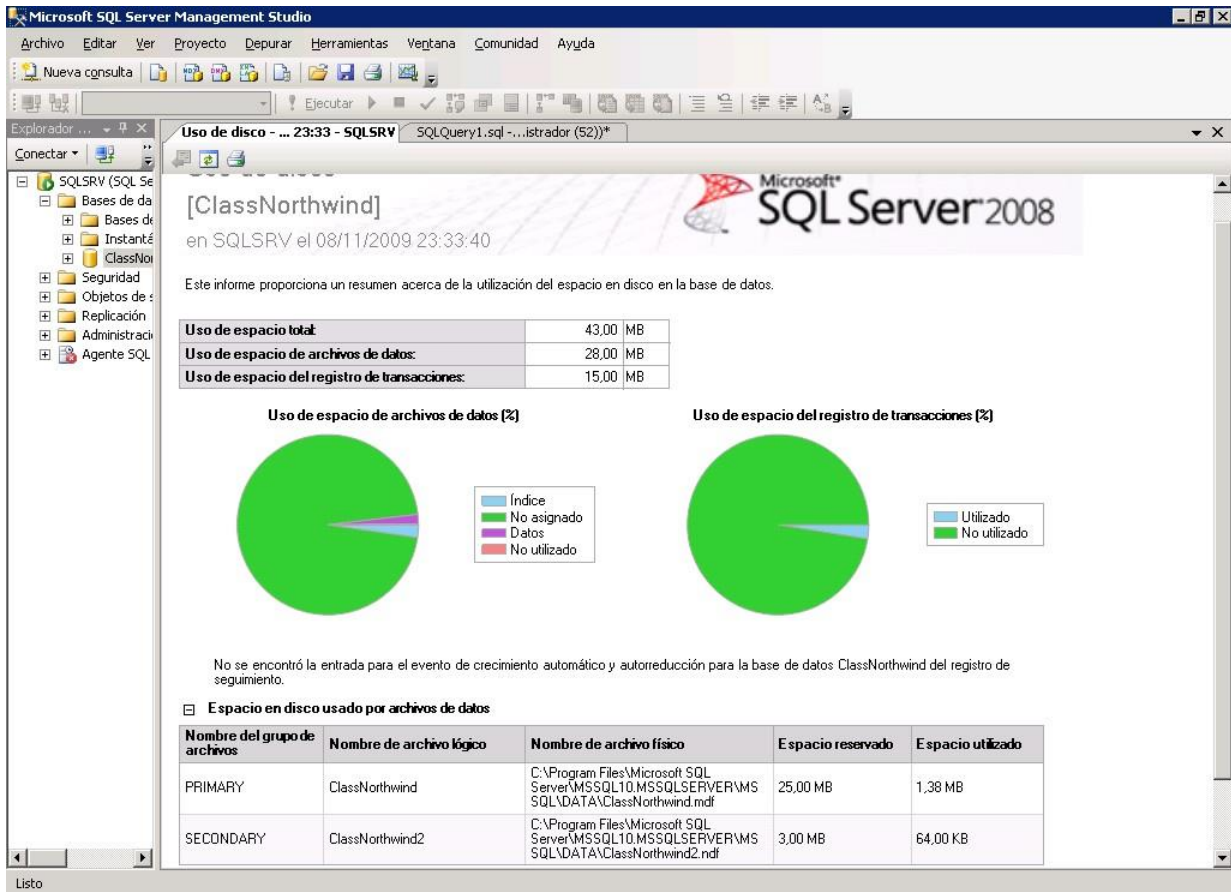 Microsoft SQL Server Management Studio
Archivo Editar Ver Proyecto Depurar Herramientas Ventana Comunidad Ayuda
Nueva consulta
Ejecutar
Explorador ...
Uso de disco - ... 23:33 - SQLSRV
SQLQuery1.sql -...istrador (52))*
Conectar
SQLSRV (SQL Se
Bases de da
Bases de
Instantá
ClassNor
Seguridad
Objetos de s
Replicación
Administraci
Agente SQL
[ClassNorthwind]
en SQLSRV el 08/11/2009 23:33:40
Microsoft®
SQL Server 2008
Este informe proporciona un resumen acerca de la utilización del espacio en disco en la base de datos.
Uso de espacio total: 43,00 MB
Uso de espacio de archivos de datos: 28,00 MB
Uso de espacio del registro de transacciones: 15,00 MB
Uso de espacio de archivos de datos (%)
Índice
No asignado
Datos
No utilizado
Uso de espacio del registro de transacciones (%)
Utilizado
No utilizado
No se encontró la entrada para el evento de crecimiento automático y autorreducción para la base de datos ClassNorthwind del registro de
seguimiento.
Espacio en disco usado por archivos de datos
Nombre del grupo de
archivos
Nombre de archivo lógico
Nombre de archivo físico
Espacio reservado
Espacio utilizado
PRIMARY
ClassNorthwind
C:\Program Files\Microsoft SQL
Server\MSSQL10.MSSQLSERVER\MS
SQL\DATA\ClassNorthwind.mdf
25,00 MB
1,38 MB
SECONDARY
ClassNorthwind2
C:\Program Files\Microsoft SQL
Server\MSSQL10.MSSQLSERVER\MS
SQL\DATA\ClassNorthwind2.ndf
3,00 MB
64,00 KB
Listo